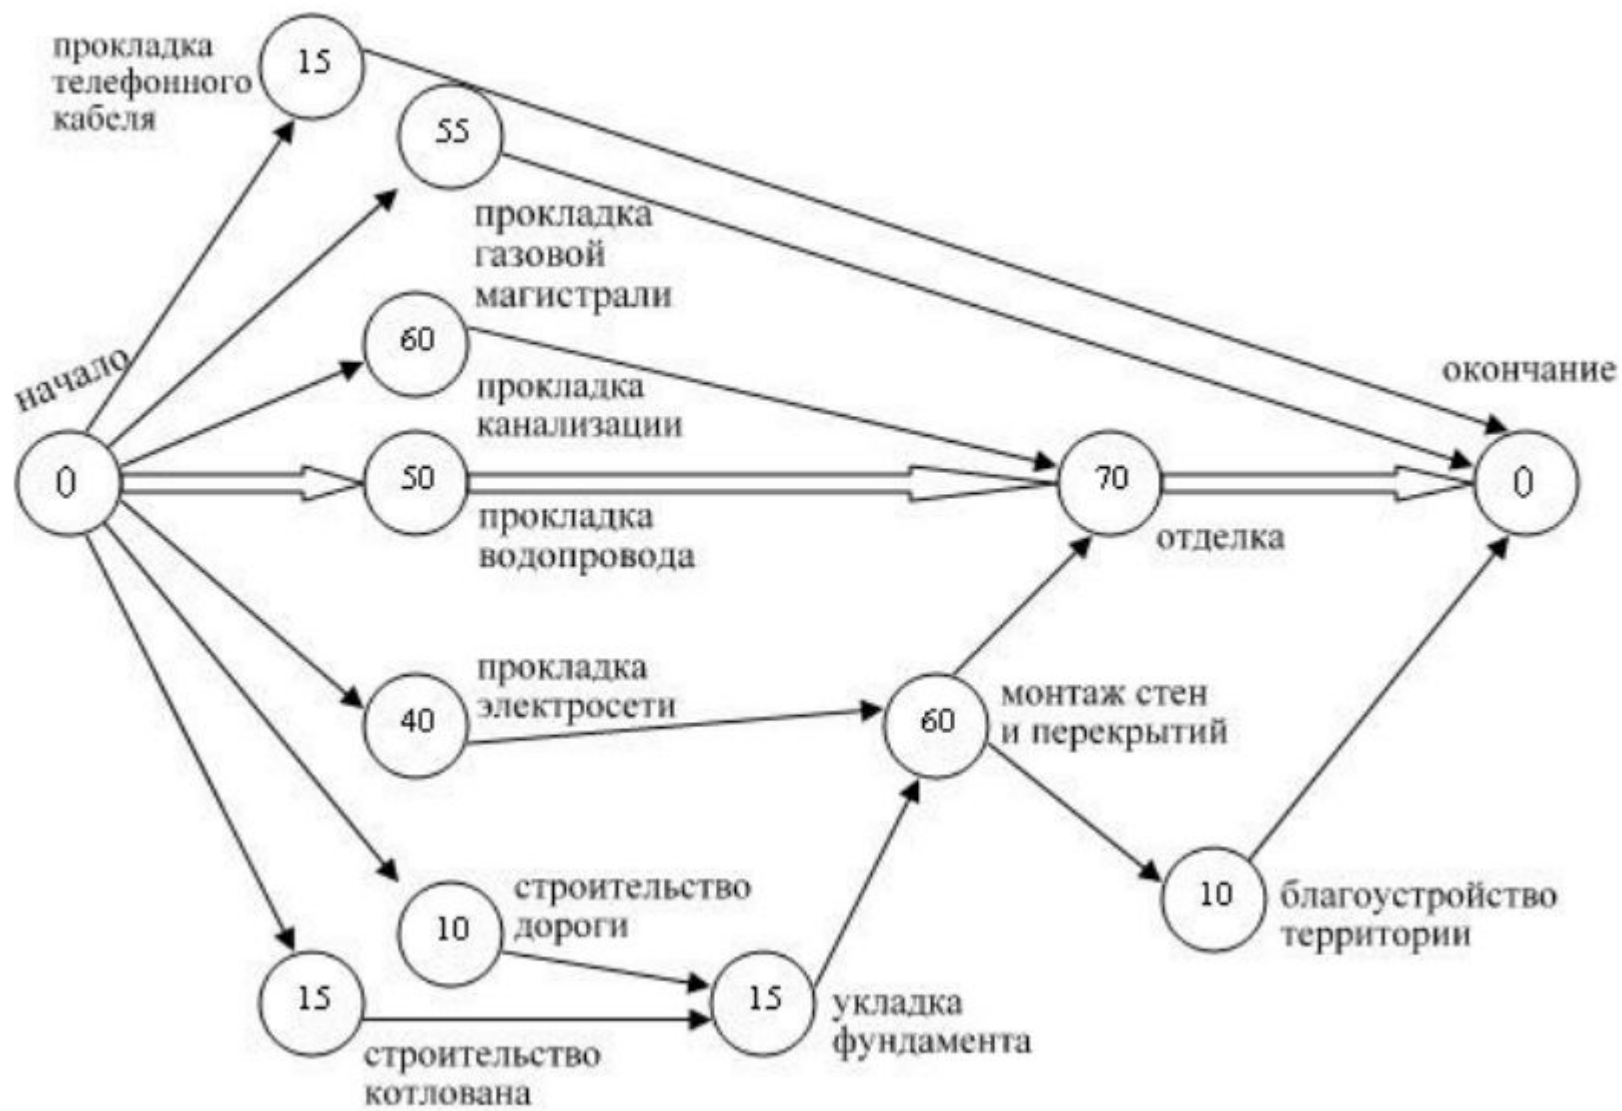 прокладка
телефонного
кабеля
15
55
прокладка
газовой
магистрали
60
прокладка
канализации
начало
0
50
прокладка
водопровода
70
отделка
окончание
0
прокладка
электросети
40
60
монтаж стен
и перекрытий
строительство
дороги
10
10
благоустройство
территории
15
строительство
котлована
15
укладка
фундамента